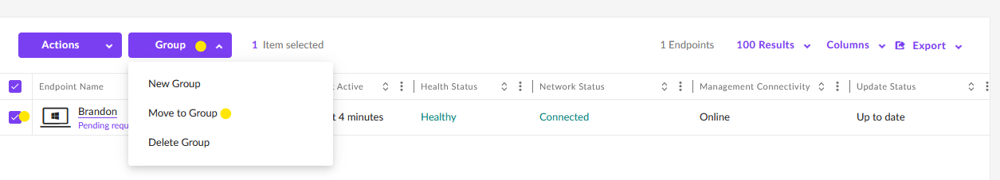 Actions
Group
1 Item selected
1 Endpoints
100 Results
Columns
Export
New Group
Move to Group
Delete Group
Endpoint Name
Active
Health Status
Network Status
Management Connectivity
Update Status
Brandon
Pending requ
t 4 minutes
Healthy
Connected
Online
Up to date